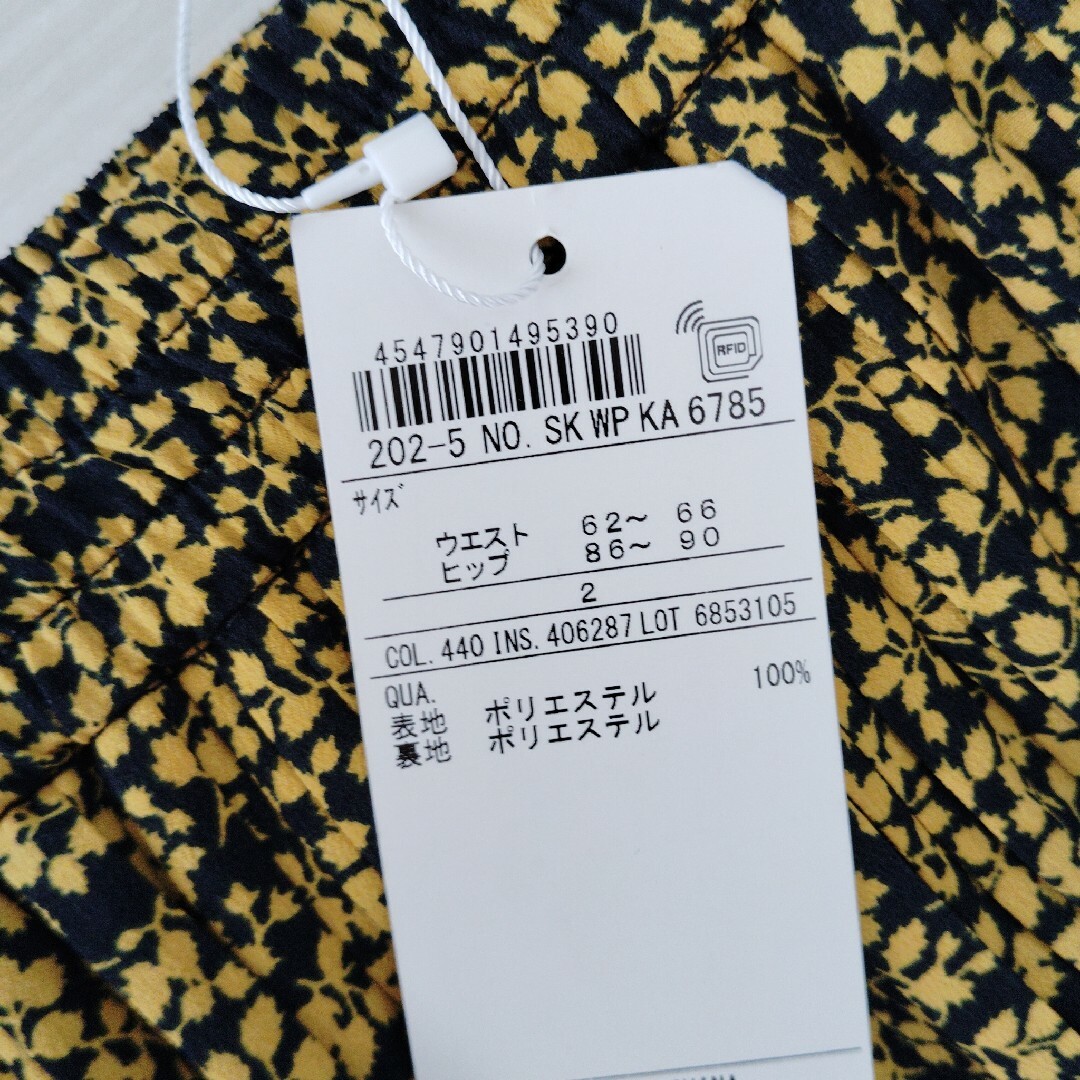 4547901495390
RFID
202-5 NO. SK WP KA 6785
サイズ
ウエスト 62～ 66
ヒップ 86～ 90
2
COL. 440 INS. 406287 LOT 6853105
QUA.
表地 ポリエステル 100%
裏地 ポリエステル